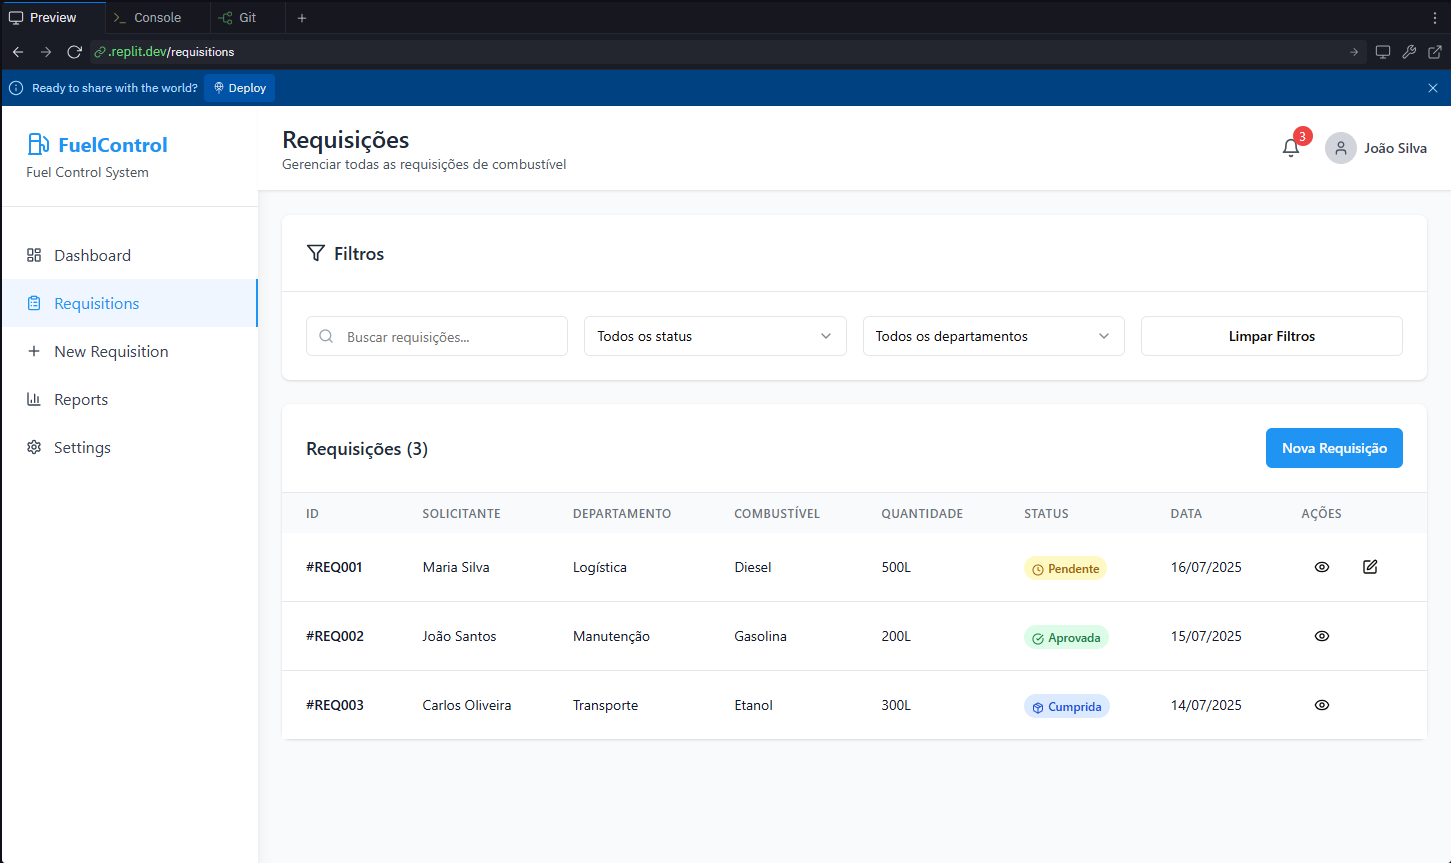 Preview
Console
Git
.replit.dev/requisitions
Ready to share with the world?
Deploy
FuelControl
Fuel Control System
Dashboard
Requisitions
New Requisition
Reports
Settings
Requisições
Gerenciar todas as requisições de combustível
3
João Silva
Filtros
Buscar requisições...
Todos os status
Todos os departamentos
Limpar Filtros
Requisições (3)
Nova Requisição
ID SOLICITANTE DEPARTAMENTO COMBUSTÍVEL QUANTIDADE STATUS DATA AÇÕES
#REQ001 Maria Silva Logística Diesel 500L Pendente 16/07/2025
#REQ002 João Santos Manutenção Gasolina 200L Aprovada 15/07/2025
#REQ003 Carlos Oliveira Transporte Etanol 300L Cumprida 14/07/2025